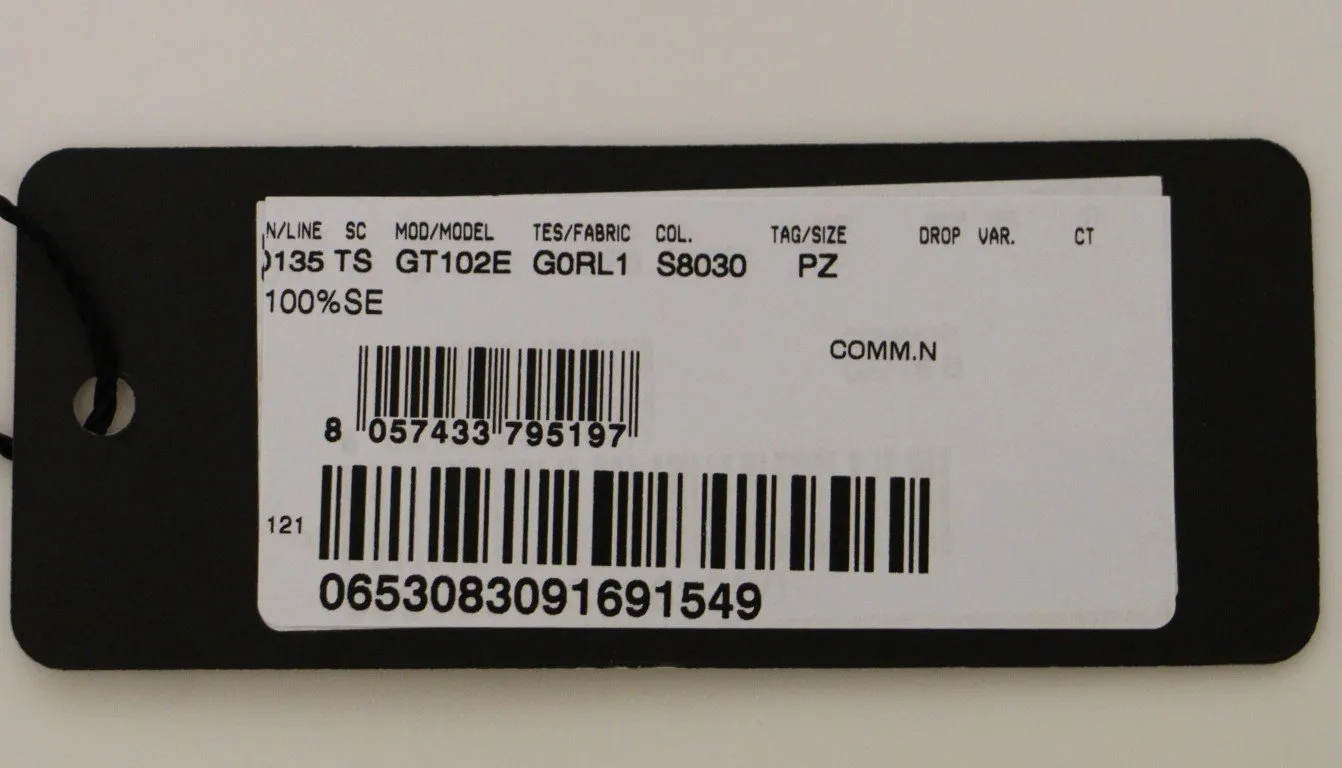 N/LINE SC MOD/MODEL TES/FABRIC COL. TAG/SIZE DROP VAR. CT
135 TS GT102E G0RL1 S8030 PZ
100%SE
COMM.N
8 057433 795197
121
0653083091691549